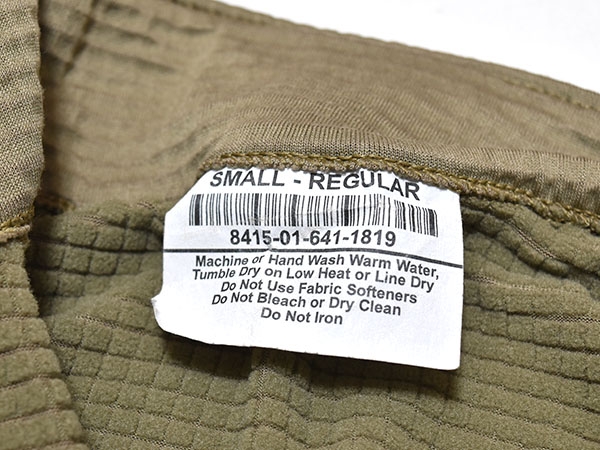 SMALL - REGULAR
8415-01-641-1819
Machine or Hand Wash Warm Water,
Tumble Dry on Low Heat or Line Dry
Do Not Use Fabric Softeners
Do Not Bleach or Dry Clean
Do Not Iron